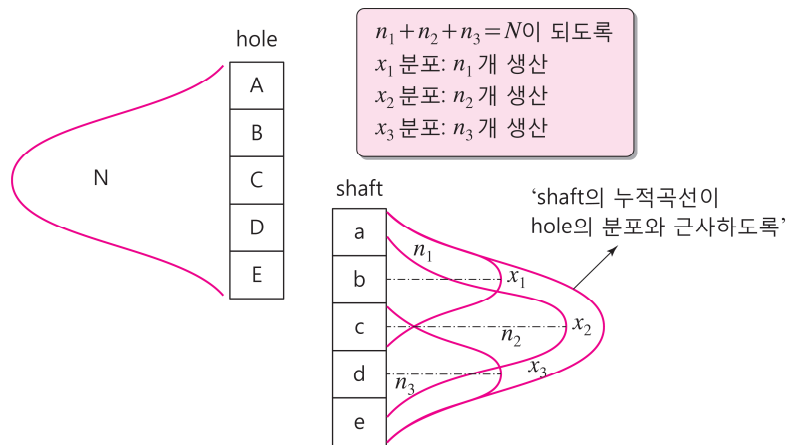 n₁+n₂+n₃=N이 되도록
x₁ 분포: n₁ 개 생산
x₂ 분포: n₂ 개 생산
x₃ 분포: n₃ 개 생산
hole
A
B
C
D
E
N
shaft
a
b
c
d
e
n₁
x₁
n₂
x₂
n₃
x₃
‘shaft의 누적곡선이
hole의 분포와 근사하도록’